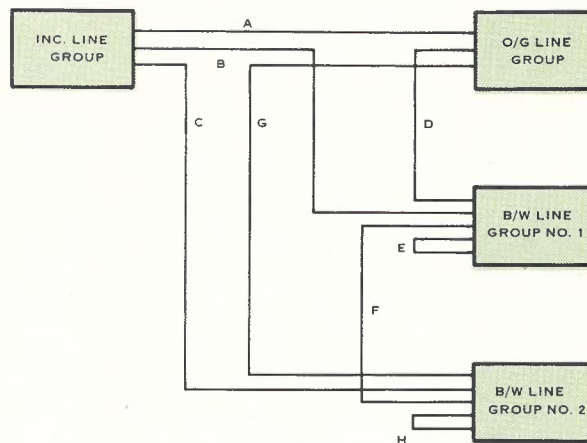 INC. LINE
GROUP
A
B
O/G LINE
GROUP
C
G
D
B/W LINE
GROUP NO. 1
E
F
B/W LINE
GROUP NO. 2
H